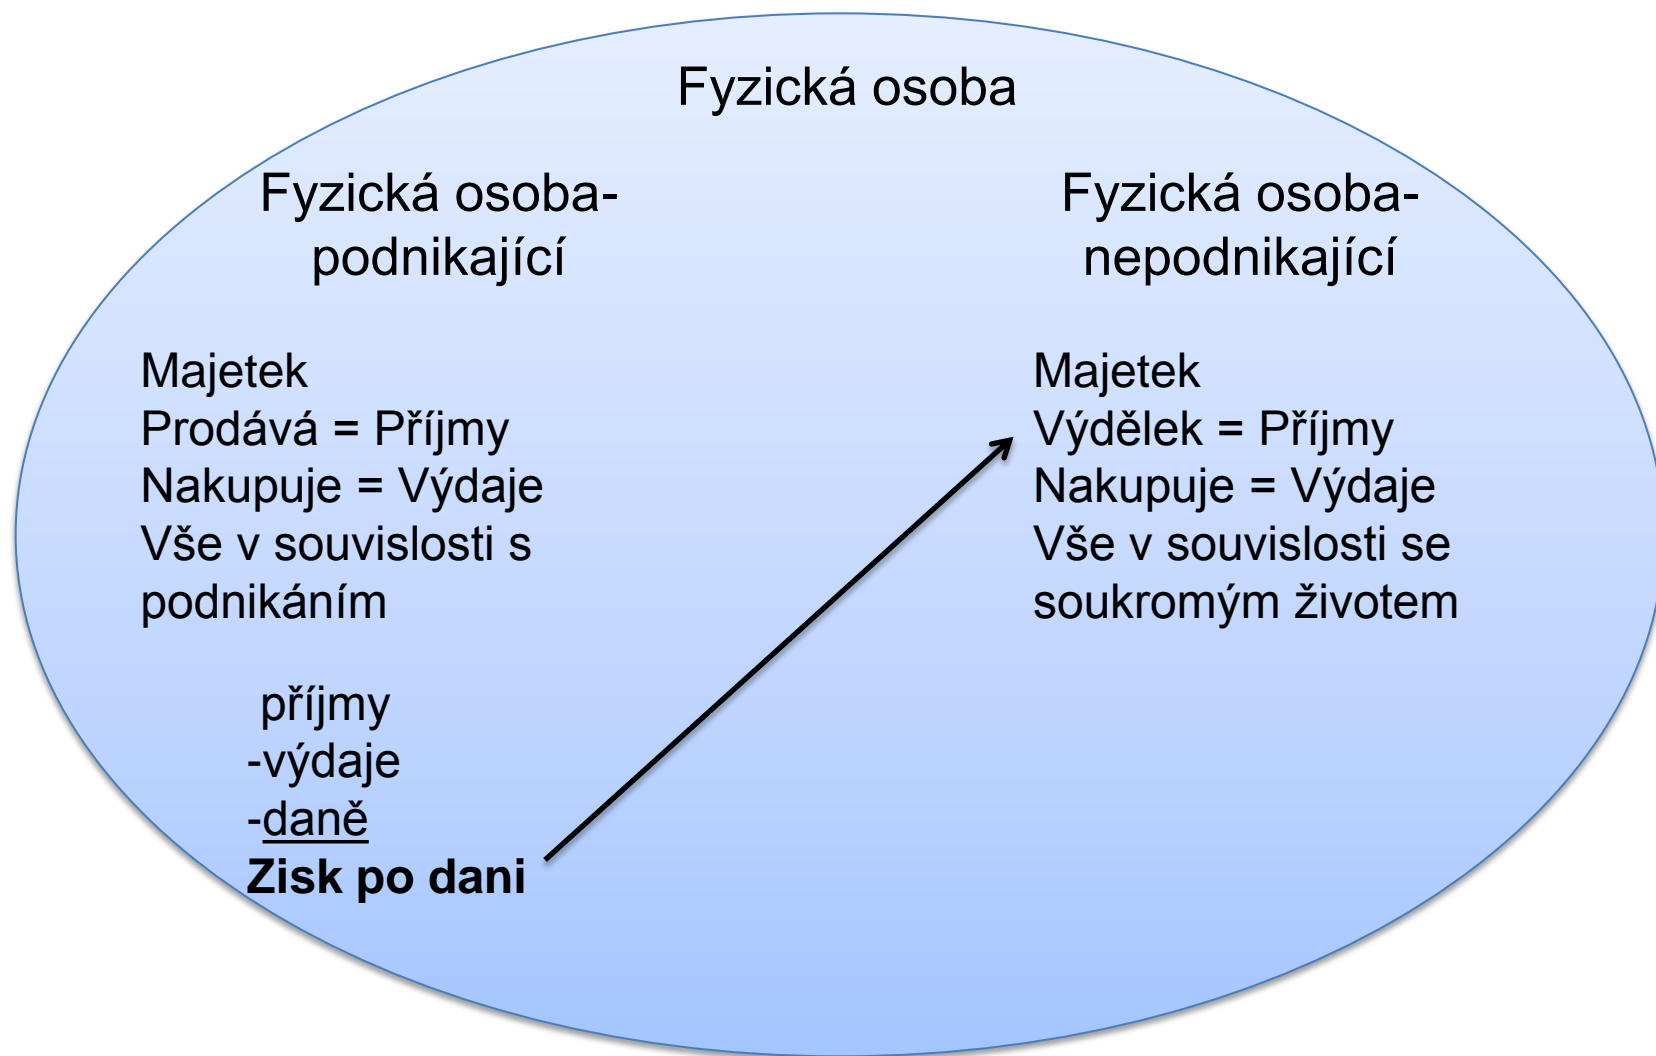 Fyzická osoba
Fyzická osoba-
podnikající
Majetek
Prodává = Příjmy
Nakupuje = Výdaje
Vše v souvislosti s
podnikáním
příjmy
-výdaje
-daně
Zisk po dani
Fyzická osoba-
nepodnikající
Majetek
Výdělek = Příjmy
Nakupuje = Výdaje
Vše v souvislosti se
soukromým životem